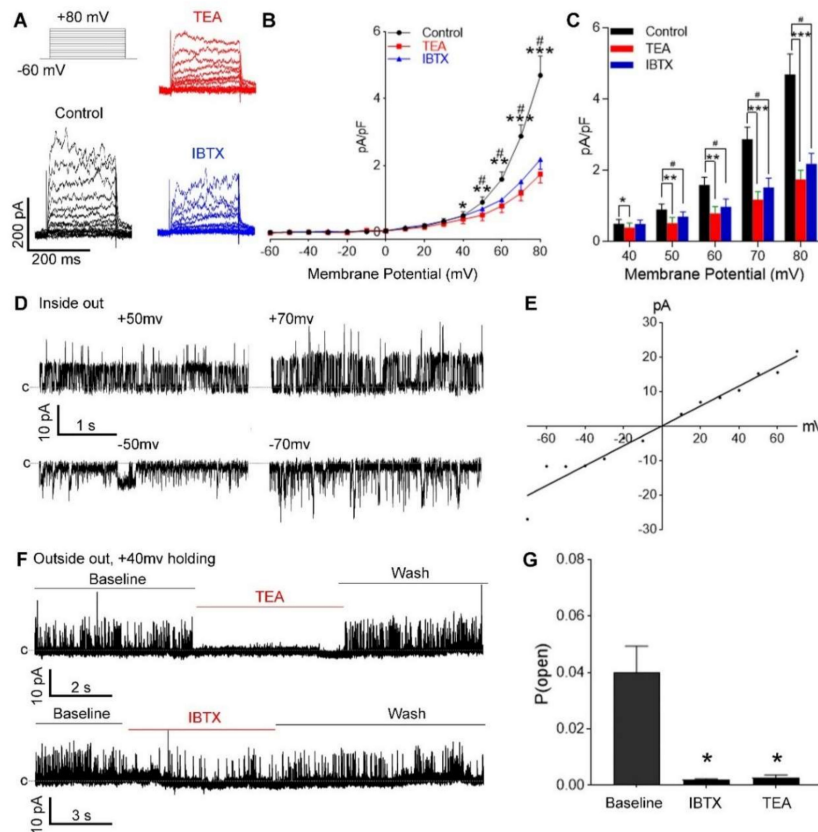 A
+80 mV
-60 mV
TEA
Control
IBTX
200 pA
200 ms
B
Control
TEA
IBTX
pA/pF
6
4
2
0
-60 -40 -20 0 20 40 60 80
Membrane Potential (mV)
* # ** # ** # *** # ***
C
Control
TEA
IBTX
pA/pF
6
4
2
0
* # ** # ** # *** # ***
40 50 60 70 80
Membrane Potential (mV)
D Inside out
+50mv
+70mv
c
10 pA
1 s
-50mv
-70mv
c
E
pA
30
20
10
-60 -40 -20 0 20 40 60
mV
-10
-20
-30
F Outside out, +40mv holding
Baseline
TEA
Wash
c
10 pA
2 s
Baseline
IBTX
Wash
c
10 pA
3 s
G
P(open)
0.08
0.06
0.04
0.02
0.00
* *
Baseline IBTX TEA